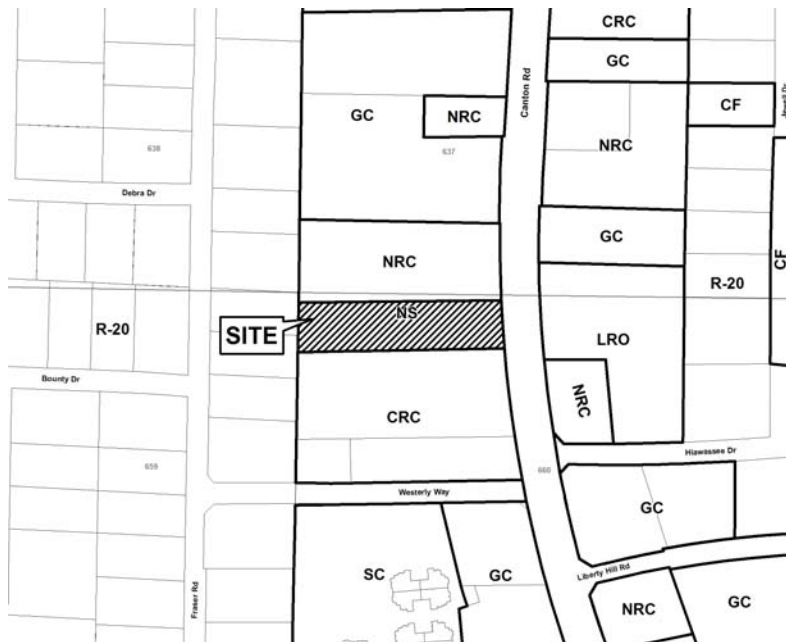 CRC
GC
Canton Rd
GC
NRC
CF
638
637
NRC
Debra Dr
GC
NRC
CF
R-20
NS
SITE
R-20
LRO
NRC
Bounty Dr
CRC
Hiawassee Dr
659
660
Westerly Way
GC
SC
GC
Liberty Hill Rd
Fraser Rd
NRC
GC